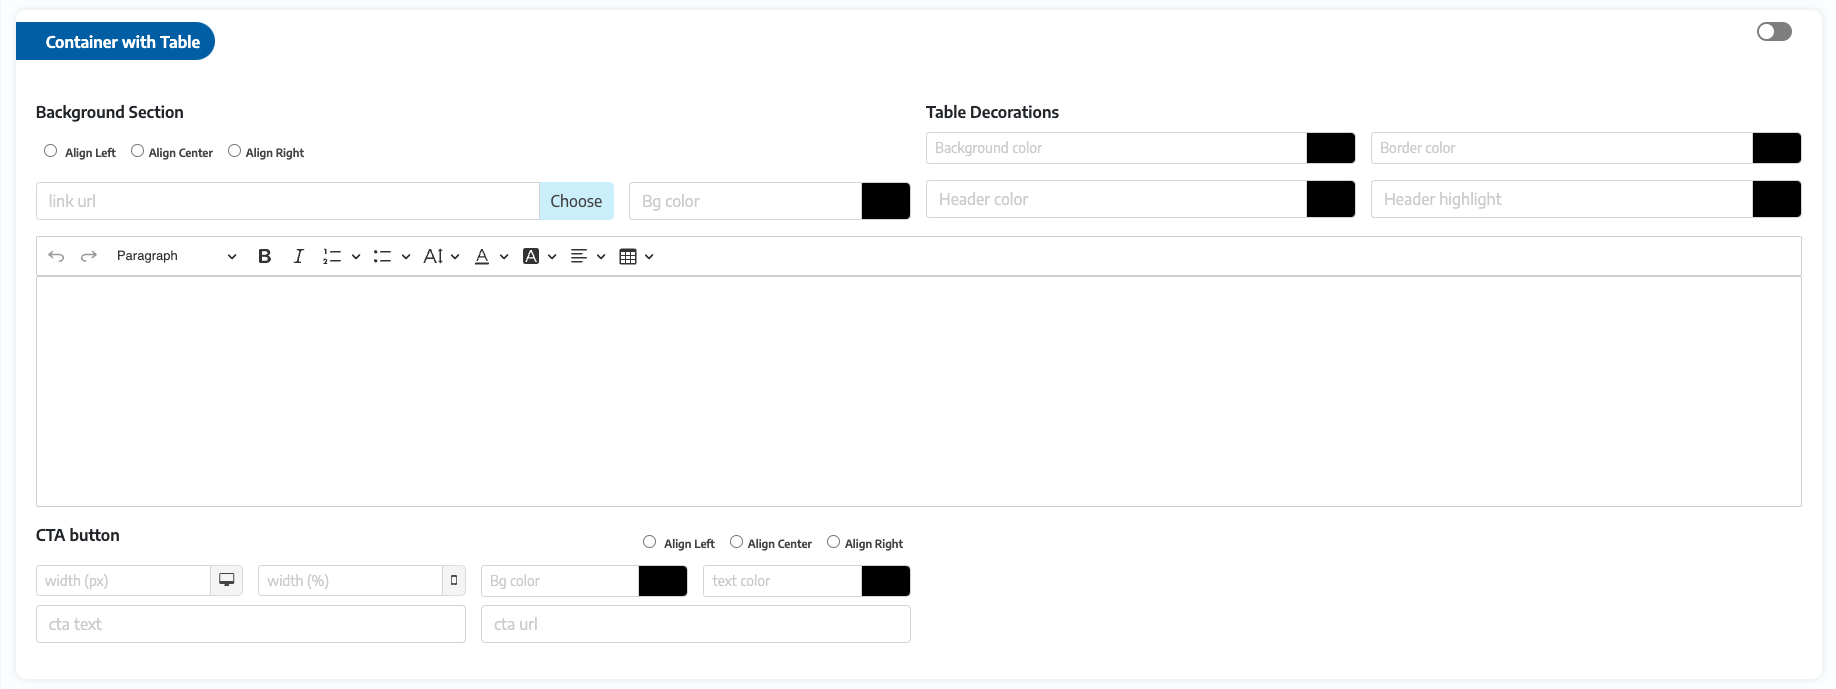 Container with Table
Background Section
Align Left Align Center Align Right
link url Choose Bg color
Table Decorations
Background color Border color
Header color Header highlight
Paragraph
CTA button
Align Left Align Center Align Right
width (px) width (%) Bg color text color
cta text cta url